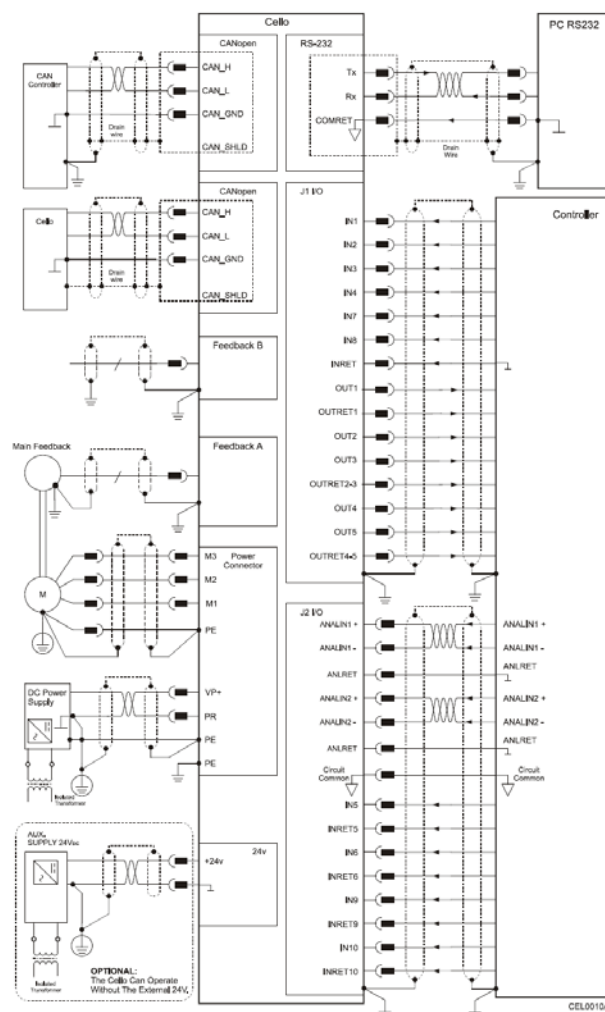 Cello
PC RS232
CANopen
RS-232
CAN
Controller
CAN_H
CAN_L
CAN_GND
CAN_SHLD
Drain
wire
Tx
Rx
COMRET
Drain
Wire
CANopen
J1 I/O
Controller
Cello
CAN_H
CAN_L
CAN_GND
CAN_SHLD
Drain
wire
IN1
IN2
IN3
IN4
IN7
IN8
INRET
OUT1
OUTRET1
OUT2
OUT3
OUTRET2-3
OUT4
OUT5
OUTRET4-5
Feedback B
Main Feedback
Feedback A
M3
M2
M1
PE
Power
Connector
M
J2 I/O
ANALIN1 +
ANALIN1 -
ANLRET
ANALIN2 +
ANALIN2 -
ANLRET
Circuit
Common
IN5
INRET5
IN6
INRET6
IN9
INRET9
IN10
INRET10
ANALIN1 +
ANALIN1 -
ANLRET
ANALIN2 +
ANALIN2 -
ANLRET
Circuit
Common
DC Power
Supply
VP+
PR
PE
PE
Isolated
Transformer
AUX.
SUPPLY 24VDC
24v
+24v
Isolated
Transformer
OPTIONAL:
The Cello Can Operate
Without The External 24V.